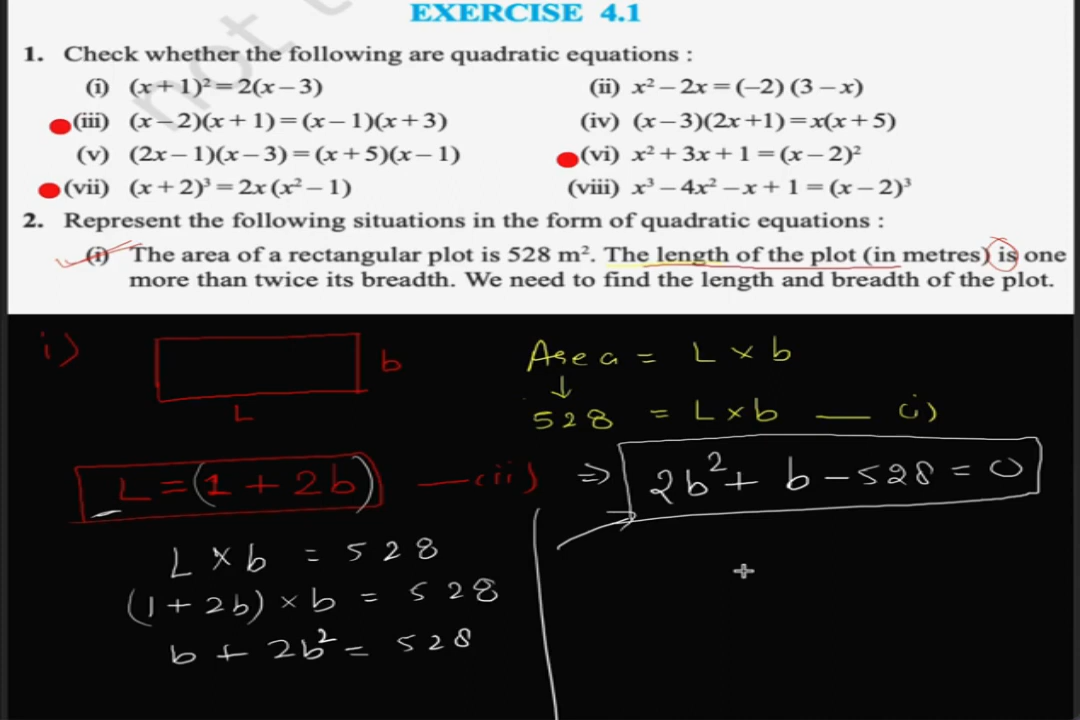 EXERCISE 4.1
1. Check whether the following are quadratic equations :
(i) (x + 1)² = 2(x – 3) (ii) x² – 2x = (–2) (3 – x)
(iii) (x – 2)(x + 1) = (x – 1)(x + 3) (iv) (x – 3)(2x +1) = x(x + 5)
(v) (2x – 1)(x – 3) = (x + 5)(x – 1) (vi) x² + 3x + 1 = (x – 2)²
(vii) (x + 2)³ = 2x (x² – 1) (viii) x³ – 4x² – x + 1 = (x – 2)³
2. Represent the following situations in the form of quadratic equations :
(i) The area of a rectangular plot is 528 m². The length of the plot (in metres) is one
more than twice its breadth. We need to find the length and breadth of the plot.
i)
b
L
Area = L × b
↓
528 = L × b — (i)
L = (1 + 2b) — (ii)
⇒ 2b² + b – 528 = 0
L × b = 528
(1 + 2b) × b = 528
b + 2b² = 528